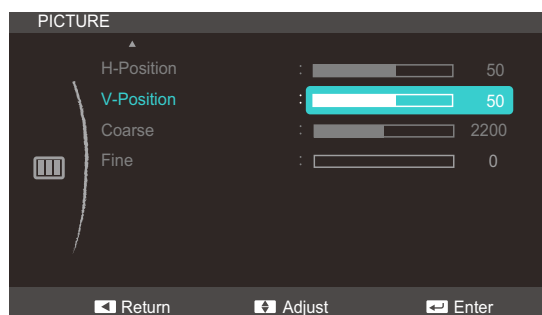 PICTURE
H-Position : 50
V-Position : 50
Coarse : 2200
Fine : 0
Return Adjust Enter